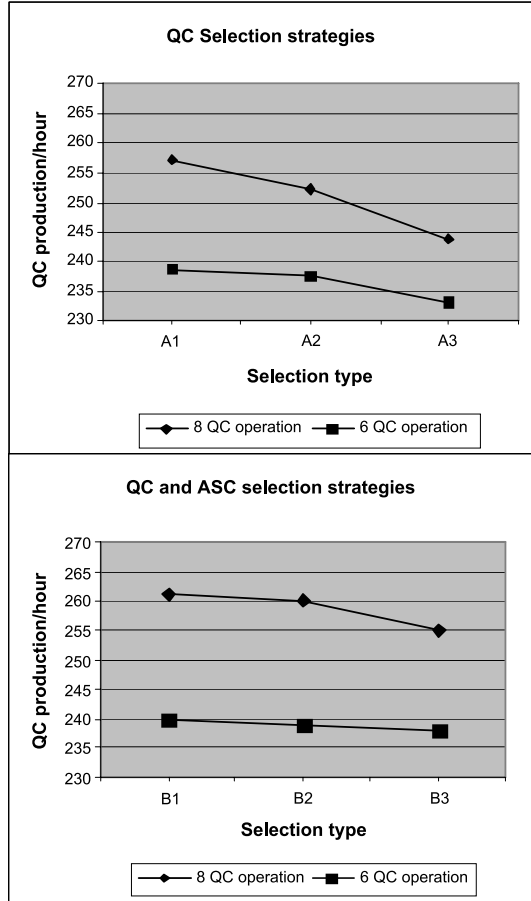 QC Selection strategies
270
265
260
255
250
245
240
235
230
QC production/hour
A1 A2 A3
Selection type
8 QC operation 6 QC operation
QC and ASC selection strategies
270
265
260
255
250
245
240
235
230
QC production/hour
B1 B2 B3
Selection type
8 QC operation 6 QC operation